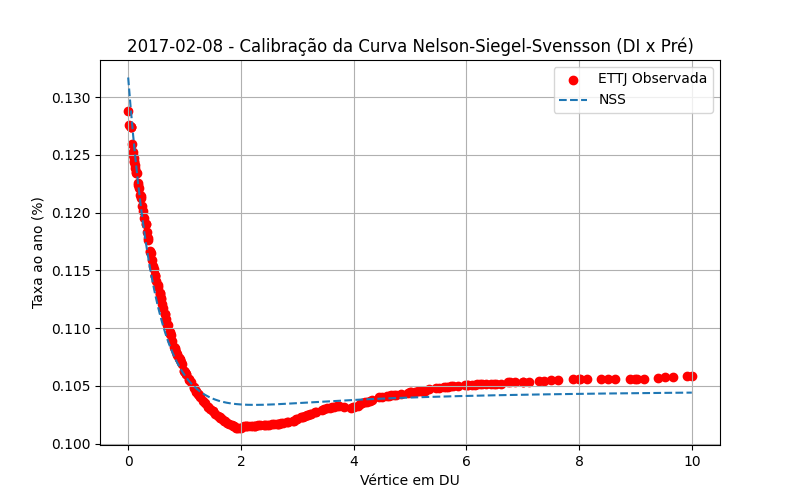 2017-02-08 - Calibração da Curva Nelson-Siegel-Svensson (DI x Pré)
ETTJ Observada
NSS
Taxa ao ano (%)
0.130
0.125
0.120
0.115
0.110
0.105
0.100
0 2 4 6 8 10
Vértice em DU